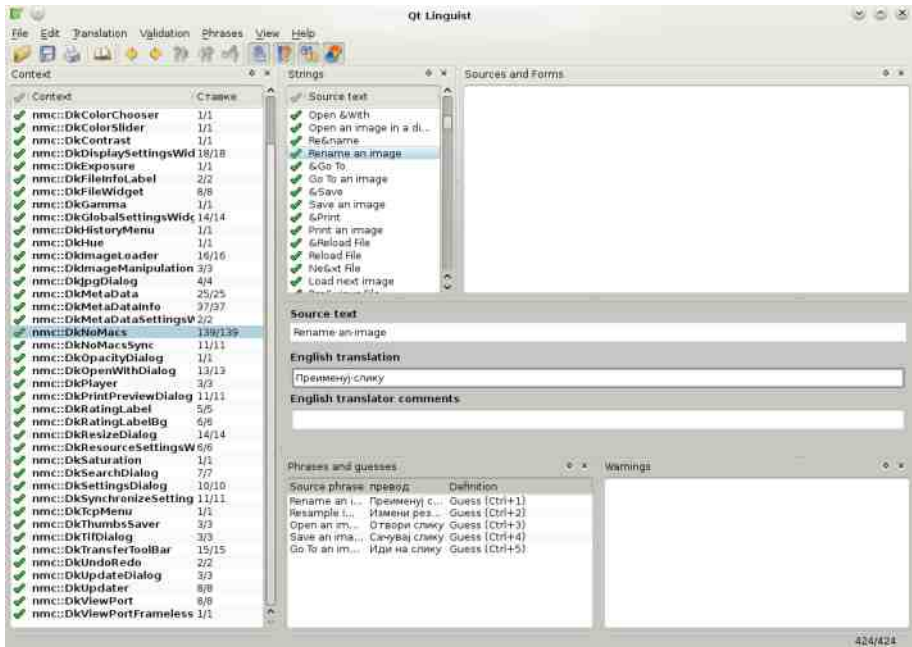 Qt Linguist
File Edit Translation Validation Phrases View Help
Context
Context Ставке
nmc::DkColorChooser 1/1
nmc::DkColorSlider 1/1
nmc::DkContrast 1/1
nmc::DkDisplaySettingsWid 18/18
nmc::DkExposure 1/1
nmc::DkFileInfoLabel 2/2
nmc::DkFileWidget 8/8
nmc::DkGamma 1/1
nmc::DkGlobalSettingsWidg 14/14
nmc::DkHistoryMenu 1/1
nmc::DkHue 1/1
nmc::DkImageLoader 16/16
nmc::DkImageManipulation 3/3
nmc::DkJpgDialog 4/4
nmc::DkMetaData 25/25
nmc::DkMetaDataInfo 37/37
nmc::DkMetaDataSettingsW 2/2
nmc::DkNoMacs 139/139
nmc::DkNoMacsSync 11/11
nmc::DkOpacityDialog 1/1
nmc::DkOpenWithDialog 13/13
nmc::DkPlayer 3/3
nmc::DkPrintPreviewDialog 11/11
nmc::DkRatingLabel 5/5
nmc::DkRatingLabelBg 6/6
nmc::DkResizeDialog 14/14
nmc::DkResourceSettingsW 6/6
nmc::DkSaturation 1/1
nmc::DkSearchDialog 7/7
nmc::DkSettingsDialog 10/10
nmc::DkSynchronizeSetting 11/11
nmc::DkTcpMenu 1/1
nmc::DkThumbsSaver 3/3
nmc::DkTifDialog 3/3
nmc::DkTransferToolBar 15/15
nmc::DkUndoRedo 2/2
nmc::DkUpdateDialog 3/3
nmc::DkUpdater 8/8
nmc::DkViewPort 8/8
nmc::DkViewPortFrameless 1/1
Strings
Source text
Open &With
Open an image in a di...
Re&name
Rename an image
&Go To
Go To an image
&Save
Save an image
&Print
Print an image
&Reload File
Reload File
Ne&xt File
Load next image
Sources and Forms
Source text
Rename an image
English translation
Преименуј слику
English translator comments
Phrases and guesses
Source phrase превод Definition
Rename an i... Преименуј с... Guess (Ctrl+1)
Resample i... Измени рез... Guess (Ctrl+2)
Open an im... Отвори слику Guess (Ctrl+3)
Save an ima... Сачувај слику Guess (Ctrl+4)
Go To an im... Иди на слику Guess (Ctrl+5)
Warnings
424/424